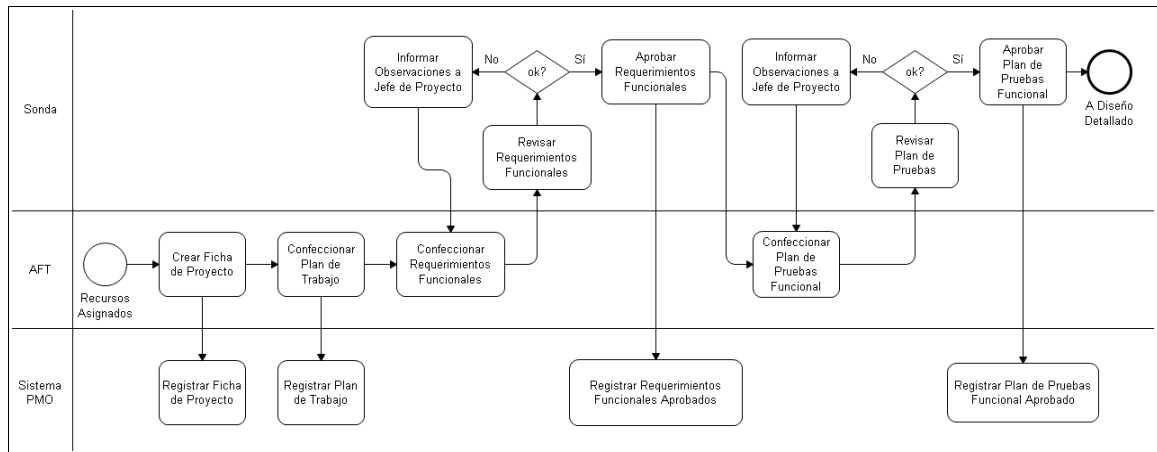 Sonda
Informar
Observaciones a
Jefe de Proyecto
No
ok?
Sí
Aprobar
Requerimientos
Funcionales
Revisar
Requerimientos
Funcionales
Informar
Observaciones a
Jefe de Proyecto
No
ok?
Sí
Aprobar
Plan de
Pruebas
Funcional
A Diseño
Detallado
Revisar
Plan de
Pruebas
AFT
Recursos
Asignados
Crear Ficha
de Proyecto
Confeccionar
Plan de
Trabajo
Confeccionar
Requerimientos
Funcionales
Confeccionar
Plan de
Pruebas
Funcional
Sistema
PMO
Registrar Ficha
de Proyecto
Registrar Plan
de Trabajo
Registrar Requerimientos
Funcionales Aprobados
Registrar Plan de Pruebas
Funcional Aprobado